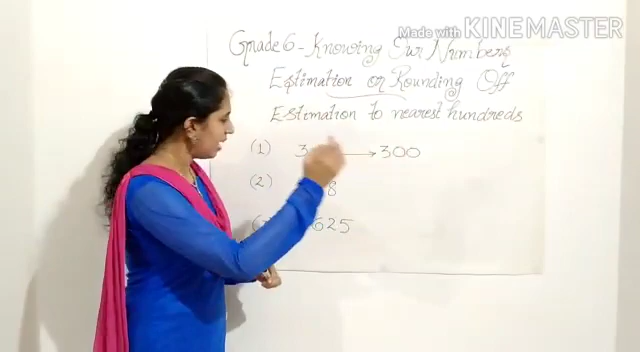 Made with KINEMASTER
Grade 6 - Knowing Our Numbers
Estimation or Rounding Off
Estimation to nearest hundreds
(1) 3 → 300
(2) 8
625